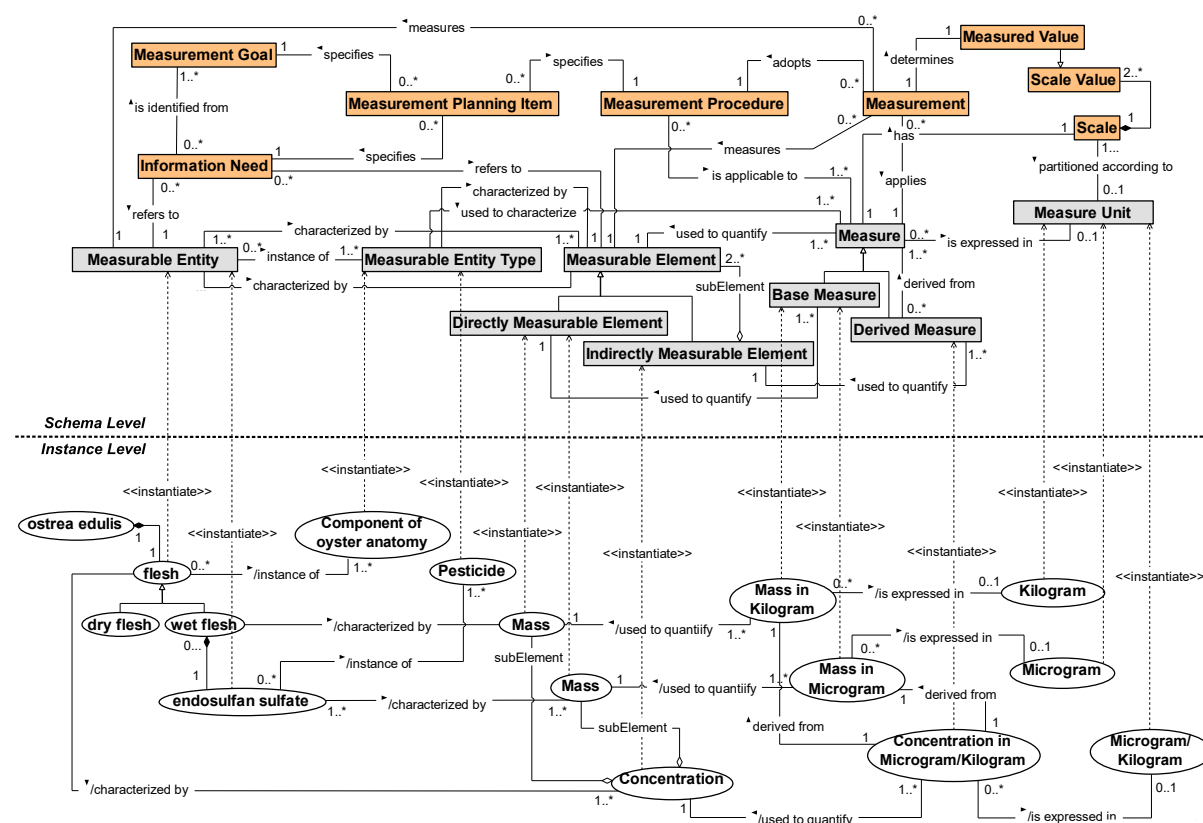 ◄measures
0..*
1
Measured Value
Measurement Goal
1
◄specifies
0..*
◄specifies
1
◄adopts
◄determines
1..*
0..*
0..*
1
1
0..*
1
Scale Value
2..*
Measurement Planning Item
Measurement Procedure
Measurement
◄is identified from
0..*
0..*
0..*
0..*
1
◄has
1
Scale
0..*
1
◄specifies
◄measures
1...
Information Need
◄refers to
►is applicable to
1..*
▼partitioned according to
0..*
0..*
►characterized by
▼applies
0..1
▼refers to
▼used to characterize
1..*
Measure Unit
1
1
1..*
►characterized by
1..*
1
1
1
◄used to quantify
1
1
0..*
►is expressed in
0..1
0..*
►instance of
1..*
1..*
Measure
1..*
Measurable Entity
Measurable Entity Type
Measurable Element
2..*
►characterized by
subElement
Base Measure
▲derived from
1..*
0..*
Directly Measurable Element
Derived Measure
1
Indirectly Measurable Element
1
1..*
◄used to quantify
◄used to quantify
Schema Level
Instance Level
<<instantiate>>
<<instantiate>>
<<instantiate>>
<<instantiate>>
<<instantiate>>
<<instantiate>>
<<instantiate>>
<<instantiate>>
<<instantiate>>
<<instantiate>>
<<instantiate>>
<<instantiate>>
ostrea edulis
1
1
Component of
oyster anatomy
flesh
0..*
►/instance of
1..*
Pesticide
1..*
Mass in
Kilogram
0..*
►/is expressed in
0..1
Kilogram
dry flesh
wet flesh
►/characterized by
Mass
1
◄/used to quantiify
1..*
1
0...
►/instance of
subElement
►/is expressed in
0..*
0..1
1
0..*
Mass
1
◄/used to quantiify
1..*
Mass in
Microgram
Microgram
endosulfan sulfate
1..*
►/characterized by
1..*
1
◄derived from
1
subElement
▲derived from
1
Concentration in
Microgram/Kilogram
Microgram/
Kilogram
▼/characterized by
Concentration
1..*
1
1..*
0..*
0..1
◄/used to quantify
►/is expressed in